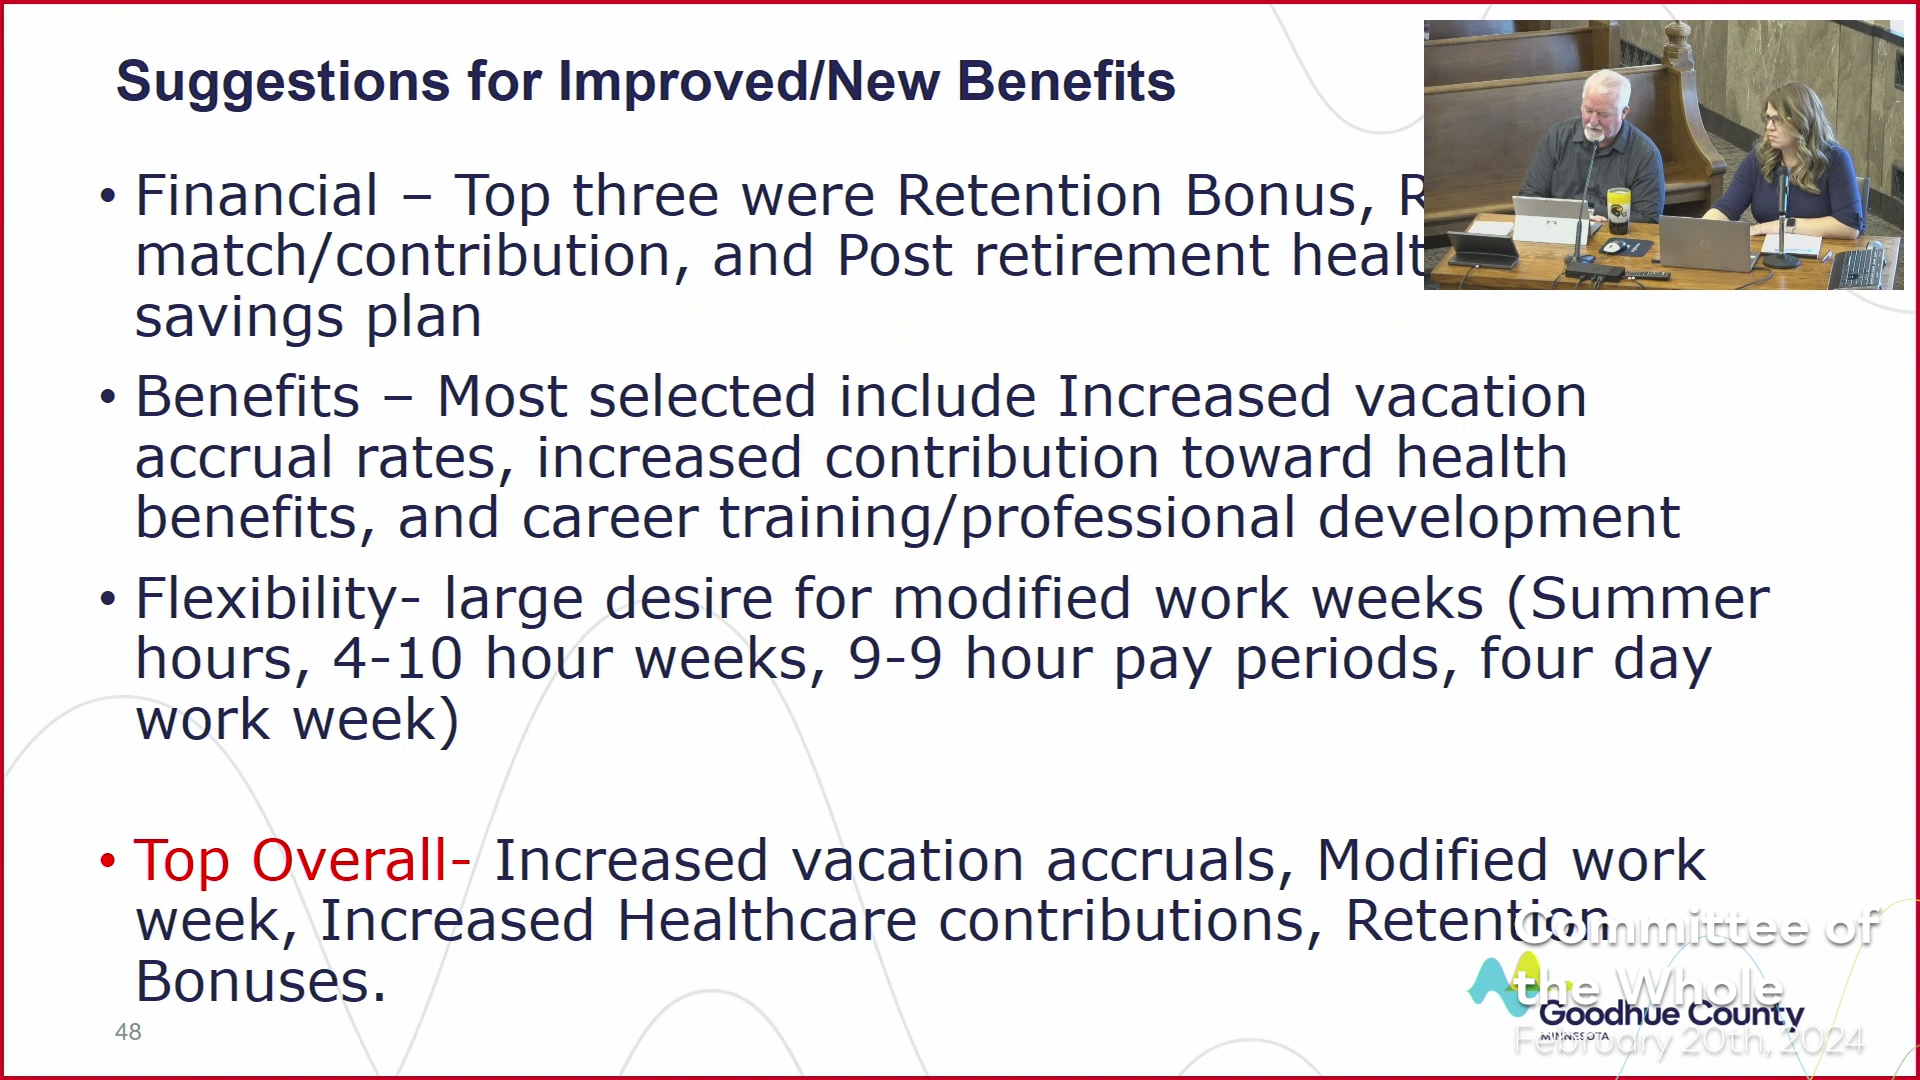 Suggestions for Improved/New Benefits
• Financial – Top three were Retention Bonus,
match/contribution, and Post retirement
savings plan
• Benefits – Most selected include Increased vacation
accrual rates, increased contribution toward health
benefits, and career training/professional development
• Flexibility- large desire for modified work weeks (Summer
hours, 4-10 hour weeks, 9-9 hour pay periods, four day
work week)
• Top Overall- Increased vacation accruals, Modified work
week, Increased Healthcare contributions, Retention
Bonuses.
48
Committee of
the Whole
Goodhue County
MINNESOTA
February 20th, 2024